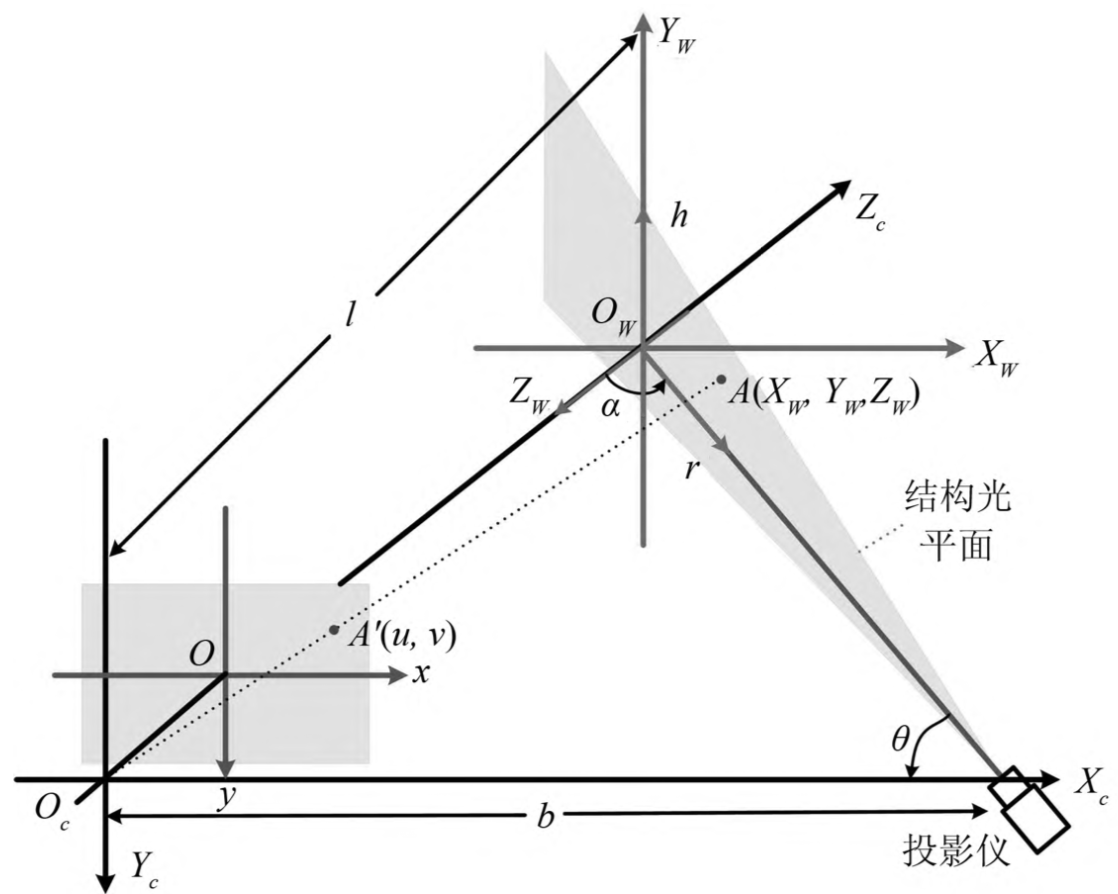 Y_W
Z_c
h
l
O_W
X_W
Z_W
α
A(X_W, Y_W,Z_W)
r
结构光
平面
A'(u, v)
O
x
θ
y
X_c
O_c
b
投影仪
Y_c